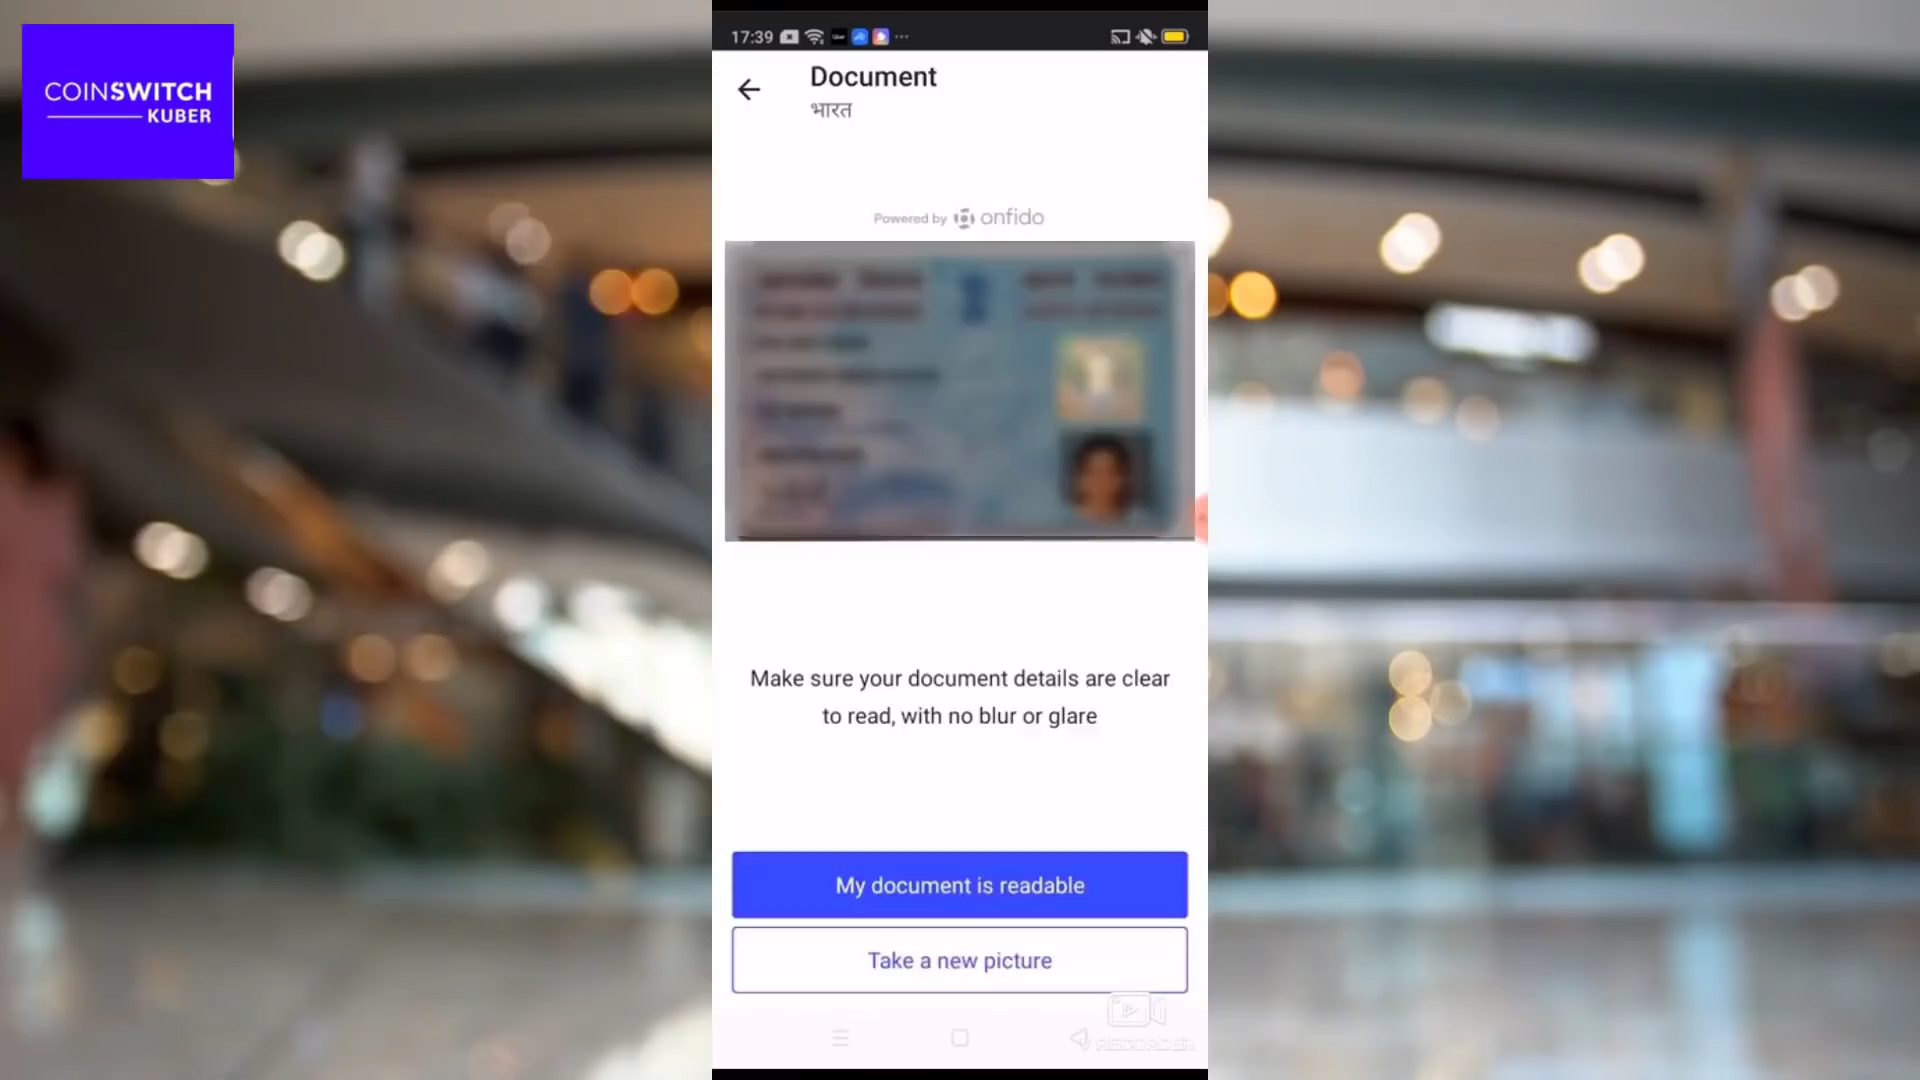 COINSWITCH
KUBER
17:39
Document
भारत
Powered by onfido
Make sure your document details are clear
to read, with no blur or glare
My document is readable
Take a new picture
RECORDER